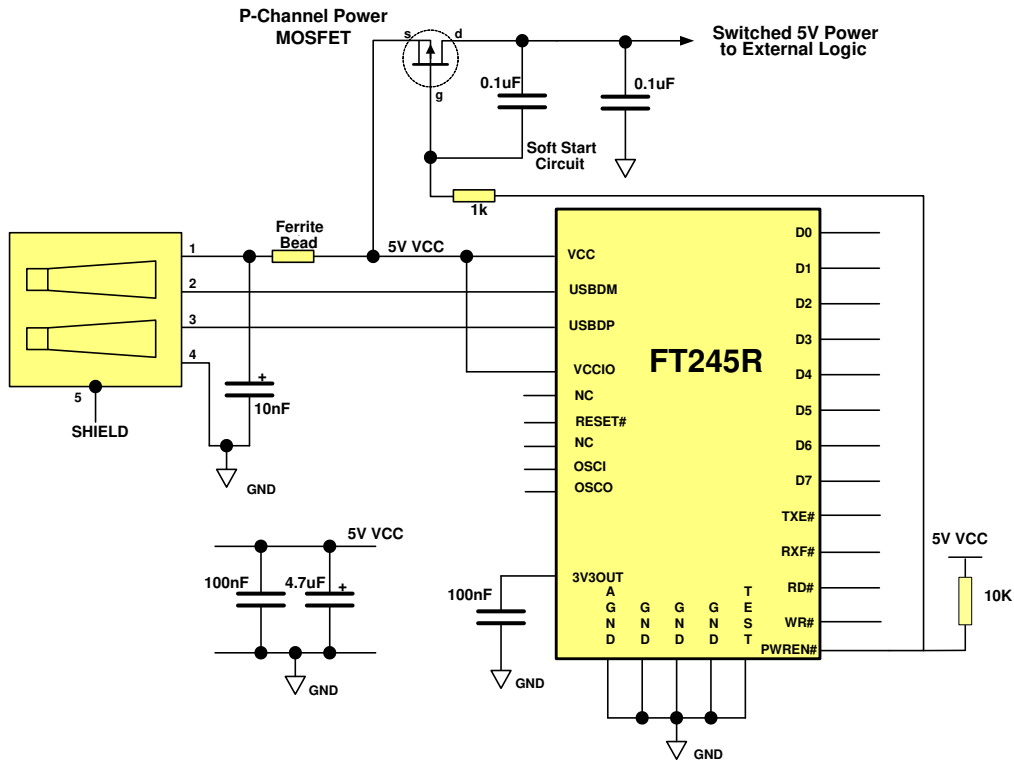 P-Channel Power
MOSFET
s
d
g
Switched 5V Power
to External Logic
0.1uF
0.1uF
Soft Start
Circuit
1k
Ferrite
Bead
5V VCC
1
2
3
4
5
SHIELD
10nF
+
GND
FT245R
VCC
USBDM
USBDP
VCCIO
NC
RESET#
NC
OSCI
OSCO
3V3OUT
AGND
GND
GND
GND
TEST
D0
D1
D2
D3
D4
D5
D6
D7
TXE#
RXF#
RD#
WR#
PWREN#
5V VCC
10K
5V VCC
100nF
4.7uF
+
GND
100nF
GND
GND